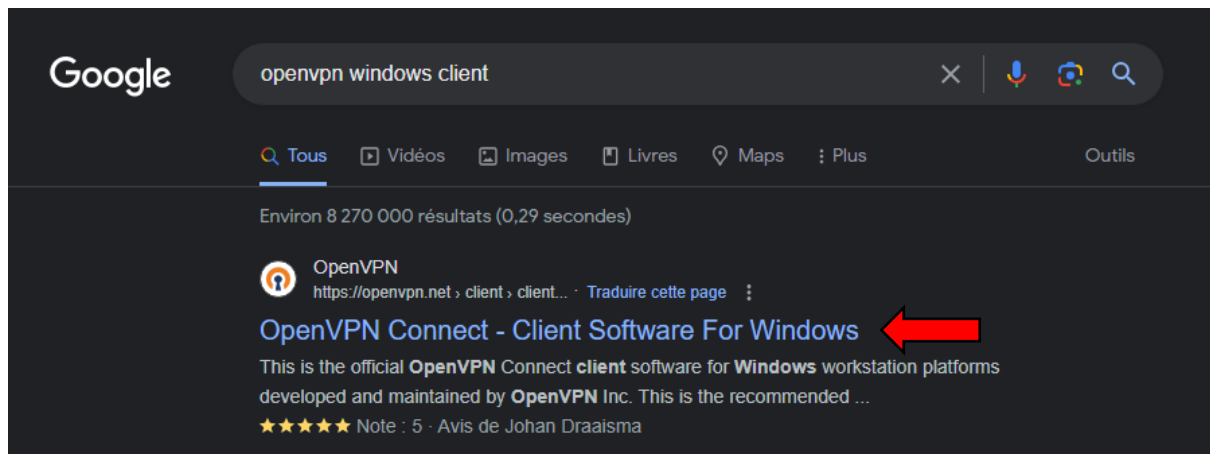 Google
openvpn windows client
Tous Vidéos Images Livres Maps Plus Outils
Environ 8 270 000 résultats (0,29 secondes)
OpenVPN
https://openvpn.net › client › client... · Traduire cette page
OpenVPN Connect - Client Software For Windows
This is the official OpenVPN Connect client software for Windows workstation platforms
developed and maintained by OpenVPN Inc. This is the recommended ...
★★★★★ Note : 5 · Avis de Johan Draaisma